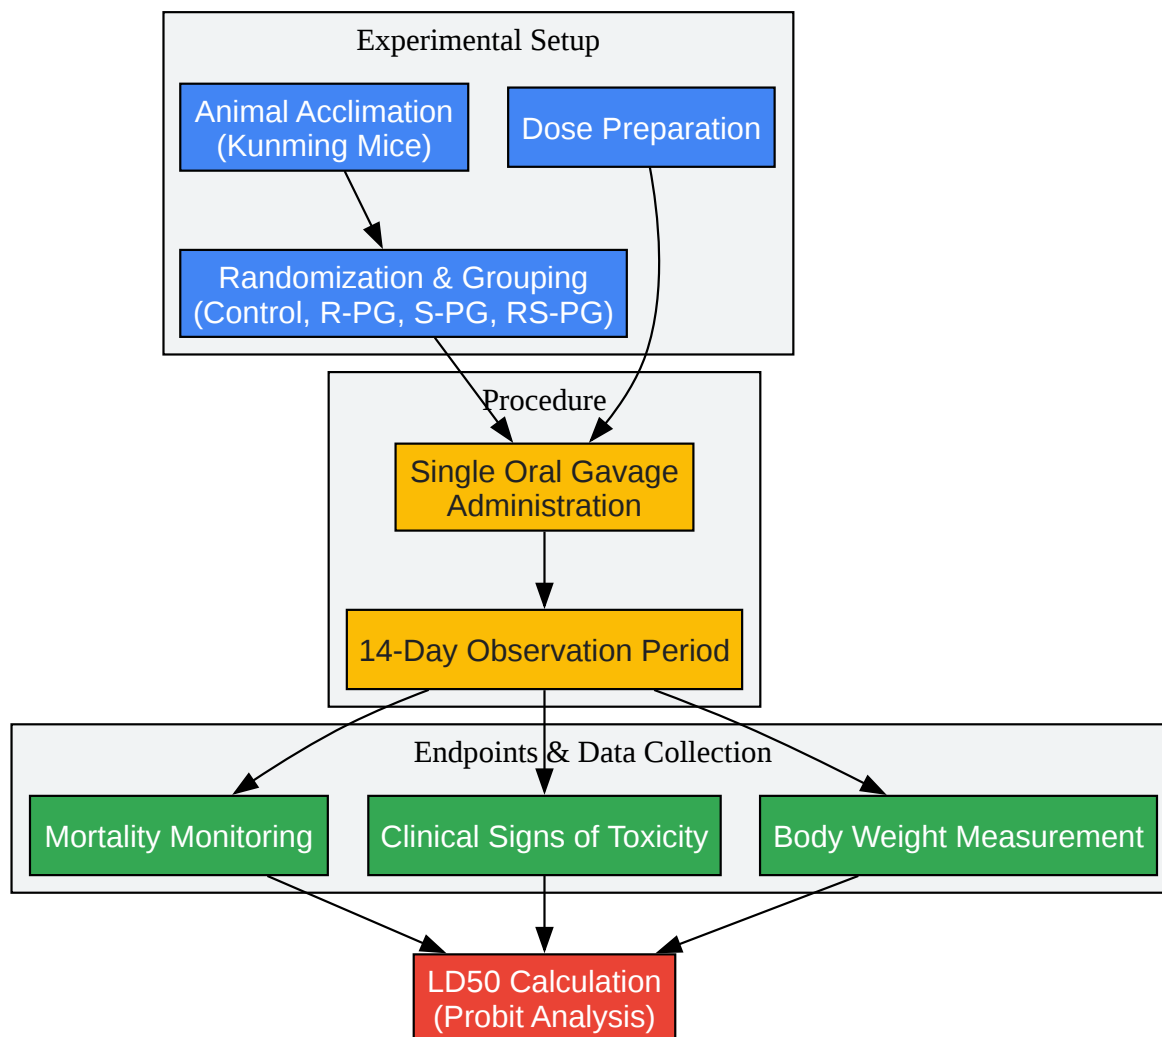 Experimental Setup
Animal Acclimation
(Kunming Mice)
Dose Preparation
Randomization & Grouping
(Control, R-PG, S-PG, RS-PG)
Procedure
Single Oral Gavage
Administration
14-Day Observation Period
Endpoints & Data Collection
Mortality Monitoring
Clinical Signs of Toxicity
Body Weight Measurement
LD50 Calculation
(Probit Analysis)